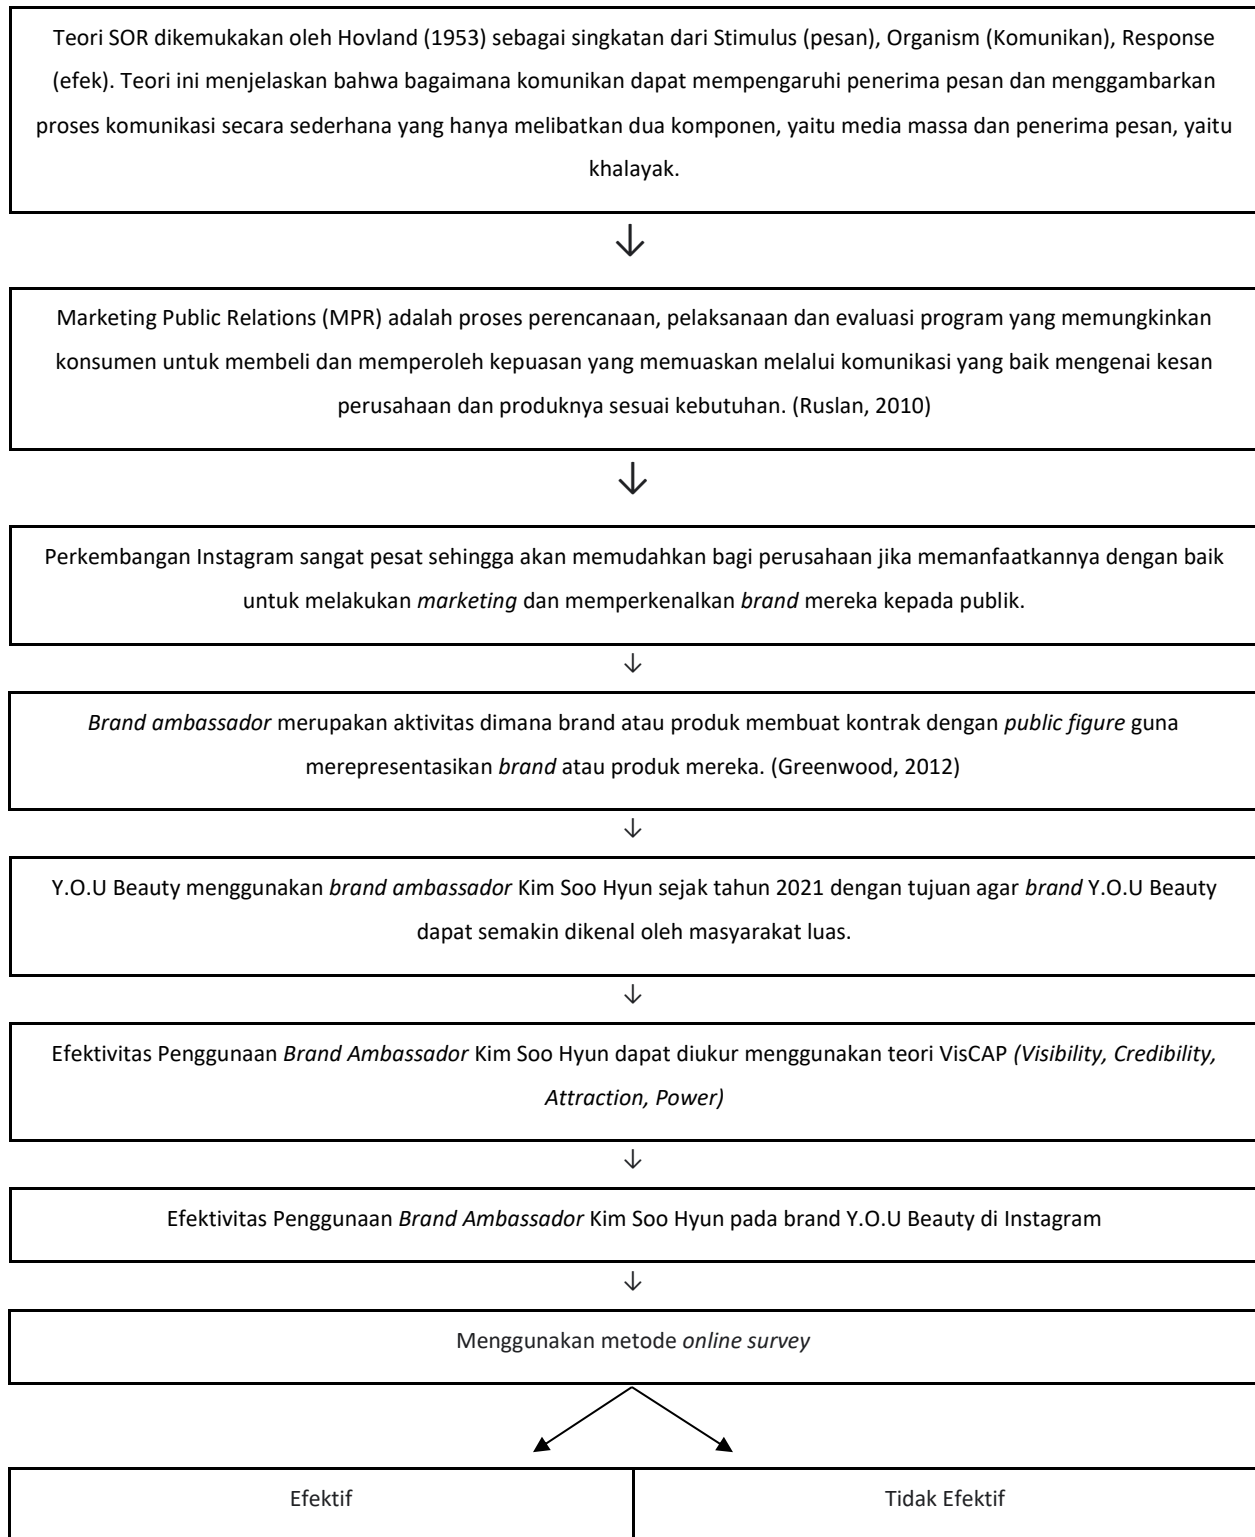 Teori SOR dikemukakan oleh Hovland (1953) sebagai singkatan dari Stimulus (pesan), Organism (Komunikan), Response
(efek). Teori ini menjelaskan bahwa bagaimana komunikan dapat mempengaruhi penerima pesan dan menggambarkan
proses komunikasi secara sederhana yang hanya melibatkan dua komponen, yaitu media massa dan penerima pesan, yaitu
khalayak.
Marketing Public Relations (MPR) adalah proses perencanaan, pelaksanaan dan evaluasi program yang memungkinkan
konsumen untuk membeli dan memperoleh kepuasan yang memuaskan melalui komunikasi yang baik mengenai kesan
perusahaan dan produknya sesuai kebutuhan. (Ruslan, 2010)
Perkembangan Instagram sangat pesat sehingga akan memudahkan bagi perusahaan jika memanfaatkannya dengan baik
untuk melakukan marketing dan memperkenalkan brand mereka kepada publik.
Brand ambassador merupakan aktivitas dimana brand atau produk membuat kontrak dengan public figure guna
merepresentasikan brand atau produk mereka. (Greenwood, 2012)
Y.O.U Beauty menggunakan brand ambassador Kim Soo Hyun sejak tahun 2021 dengan tujuan agar brand Y.O.U Beauty
dapat semakin dikenal oleh masyarakat luas.
Efektivitas Penggunaan Brand Ambassador Kim Soo Hyun dapat diukur menggunakan teori VisCAP (Visibility, Credibility,
Attraction, Power)
Efektivitas Penggunaan Brand Ambassador Kim Soo Hyun pada brand Y.O.U Beauty di Instagram
Menggunakan metode online survey
Efektif
Tidak Efektif